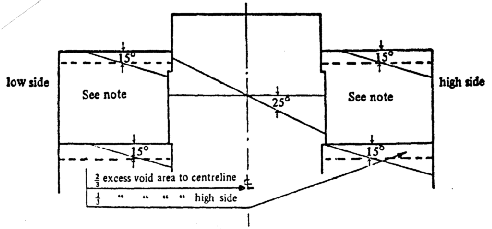 15°
15°
low side
See note
25°
See note
high side
15°
15°
2/3 excess void area to centreline
1/3 " " " " high side